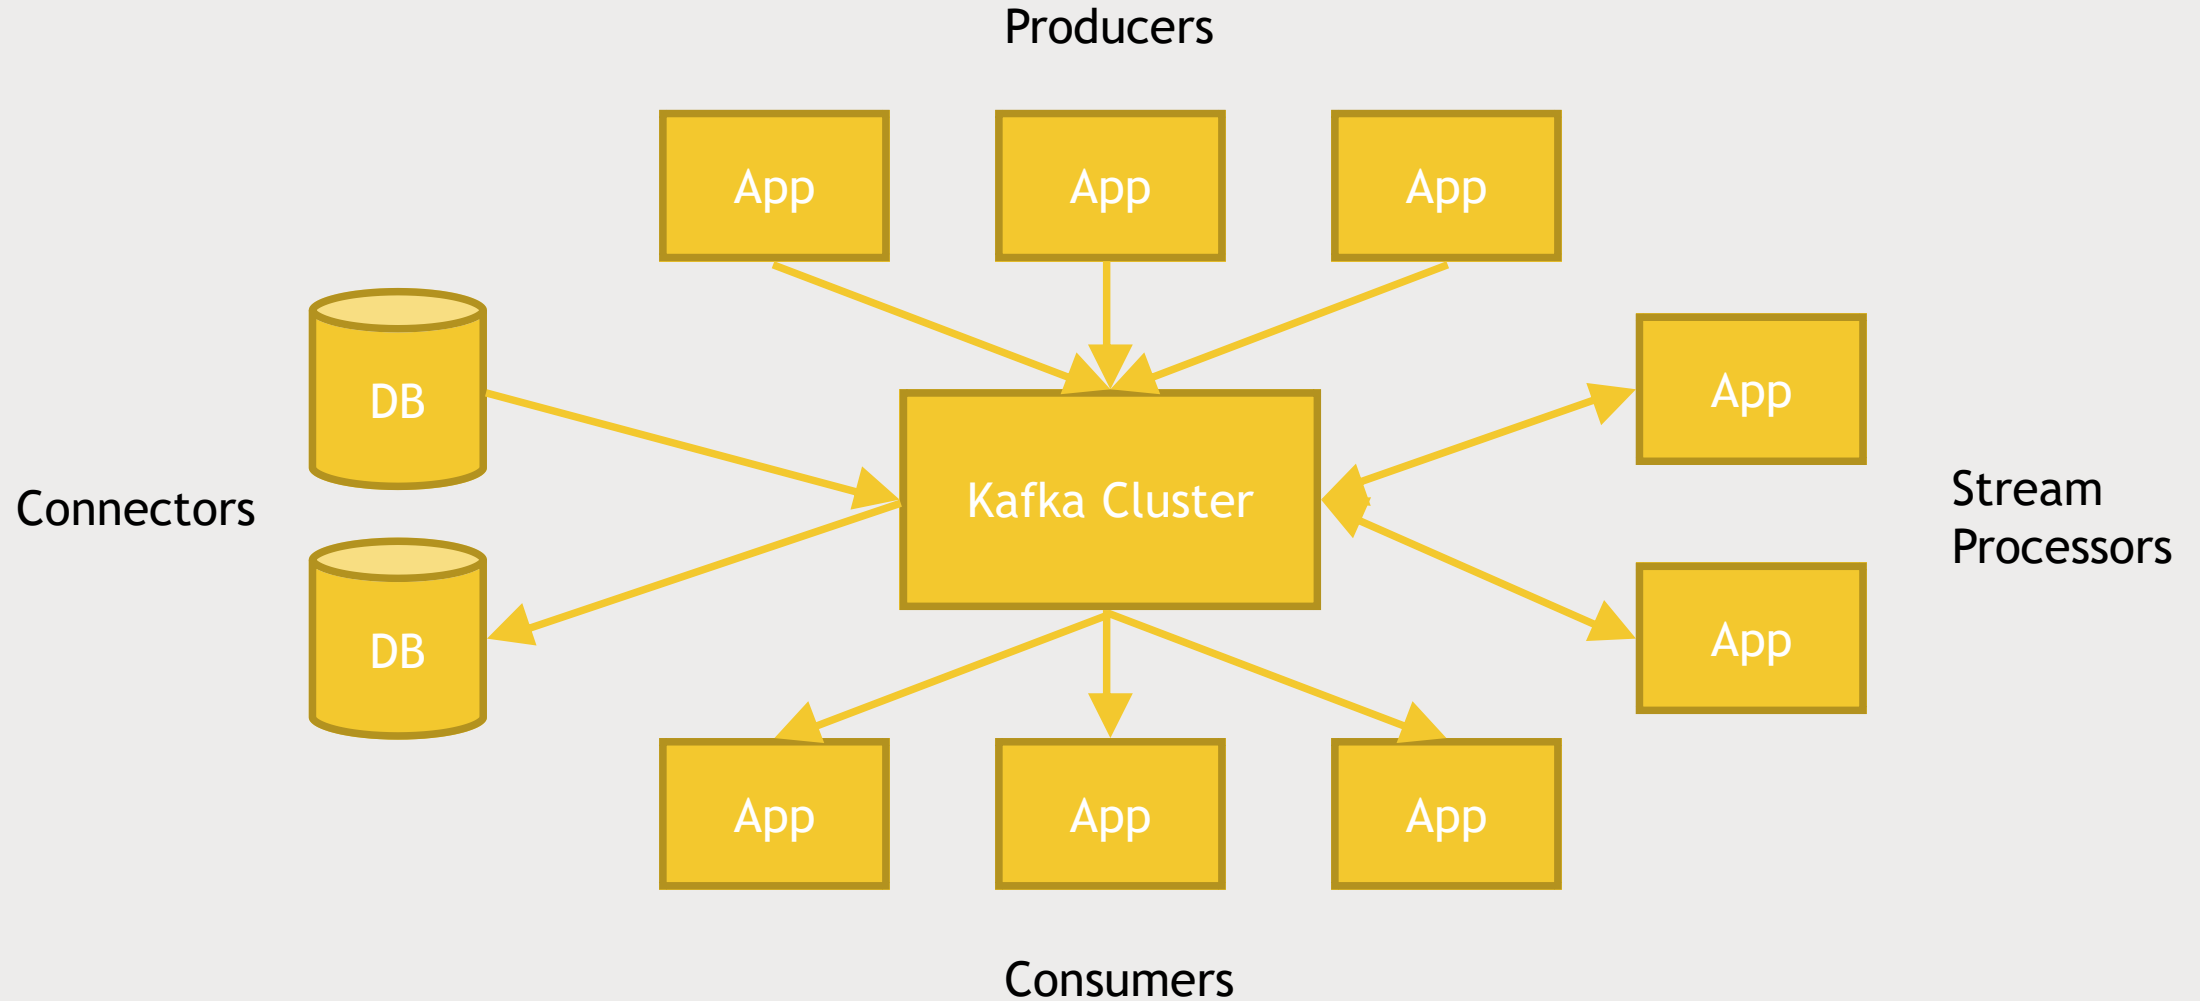 Producers
App
App
App
DB
App
Connectors
Kafka Cluster
Stream
Processors
DB
App
App
App
App
Consumers